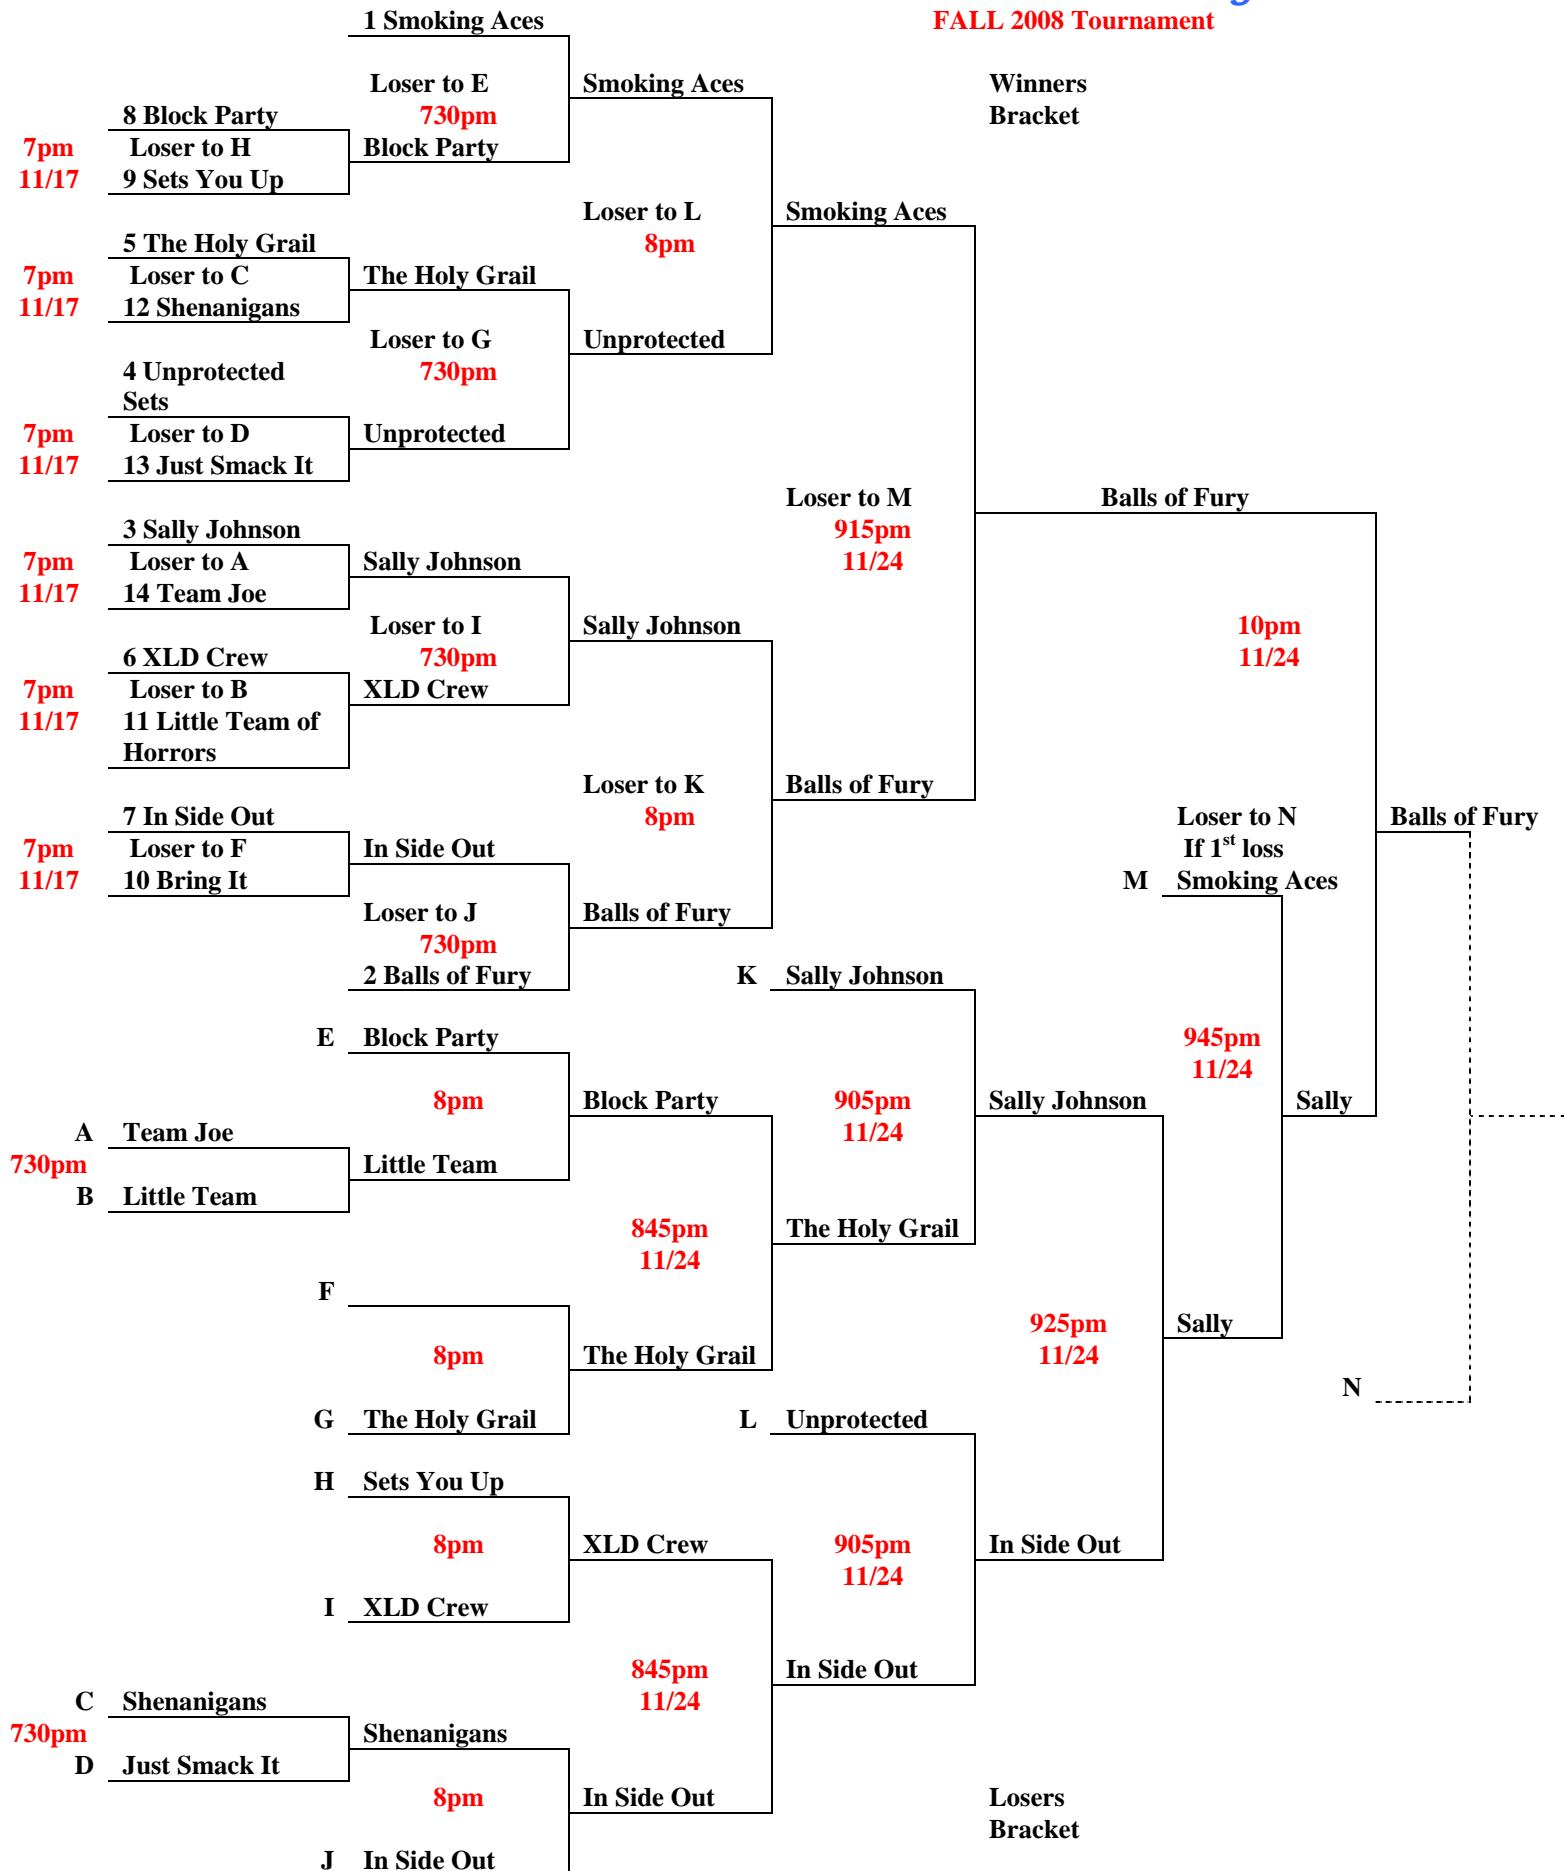 FALL 2008 Tournament
1 Smoking Aces
Loser to E
Smoking Aces
Winners
8 Block Party
730pm
Bracket
7pm
Loser to H
Block Party
11/17
9 Sets You Up
Loser to L
Smoking Aces
5 The Holy Grail
8pm
7pm
Loser to C
The Holy Grail
11/17
12 Shenanigans
Loser to G
Unprotected
4 Unprotected
730pm
Sets
7pm
Loser to D
Unprotected
11/17
13 Just Smack It
Loser to M
Balls of Fury
3 Sally Johnson
915pm
7pm
Loser to A
Sally Johnson
11/24
11/17
14 Team Joe
Loser to I
Sally Johnson
10pm
6 XLD Crew
730pm
11/24
7pm
Loser to B
XLD Crew
11/17
11 Little Team of
Horrors
Loser to K
Balls of Fury
7 In Side Out
8pm
Loser to N
Balls of Fury
7pm
Loser to F
In Side Out
If 1st loss
11/17
10 Bring It
M
Smoking Aces
Loser to J
Balls of Fury
730pm
2 Balls of Fury
K
Sally Johnson
E
Block Party
945pm
11/24
8pm
Block Party
905pm
Sally Johnson
Sally
A
Team Joe
11/24
730pm
Little Team
B
Little Team
845pm
The Holy Grail
11/24
F
925pm
Sally
8pm
The Holy Grail
11/24
N
G
The Holy Grail
L
Unprotected
H
Sets You Up
8pm
XLD Crew
905pm
In Side Out
11/24
I
XLD Crew
845pm
In Side Out
C
Shenanigans
11/24
730pm
Shenanigans
D
Just Smack It
8pm
In Side Out
Losers
Bracket
J
In Side Out